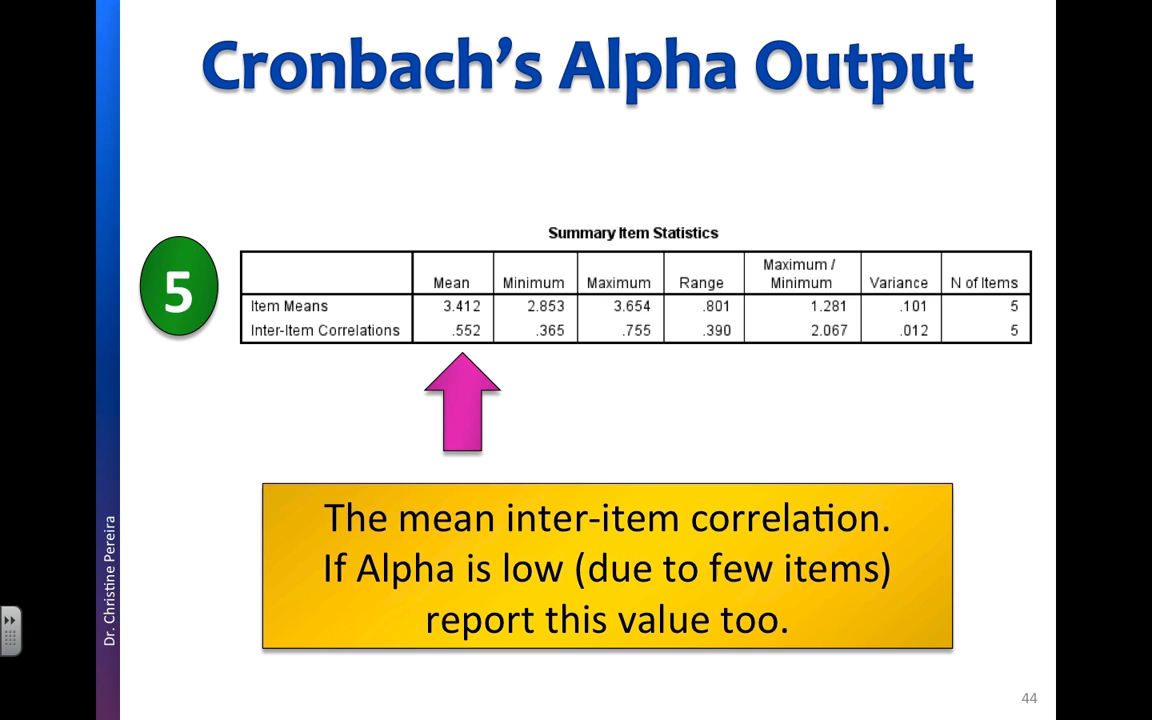 Cronbach's Alpha Output
5
Summary Item Statistics
Mean Minimum Maximum Range Maximum / Minimum Variance N of Items
Item Means 3.412 2.853 3.654 .801 1.281 .101 5
Inter-Item Correlations .552 .365 .755 .390 2.067 .012 5
The mean inter-item correlation.
If Alpha is low (due to few items)
report this value too.
Dr. Christine Pereira
44